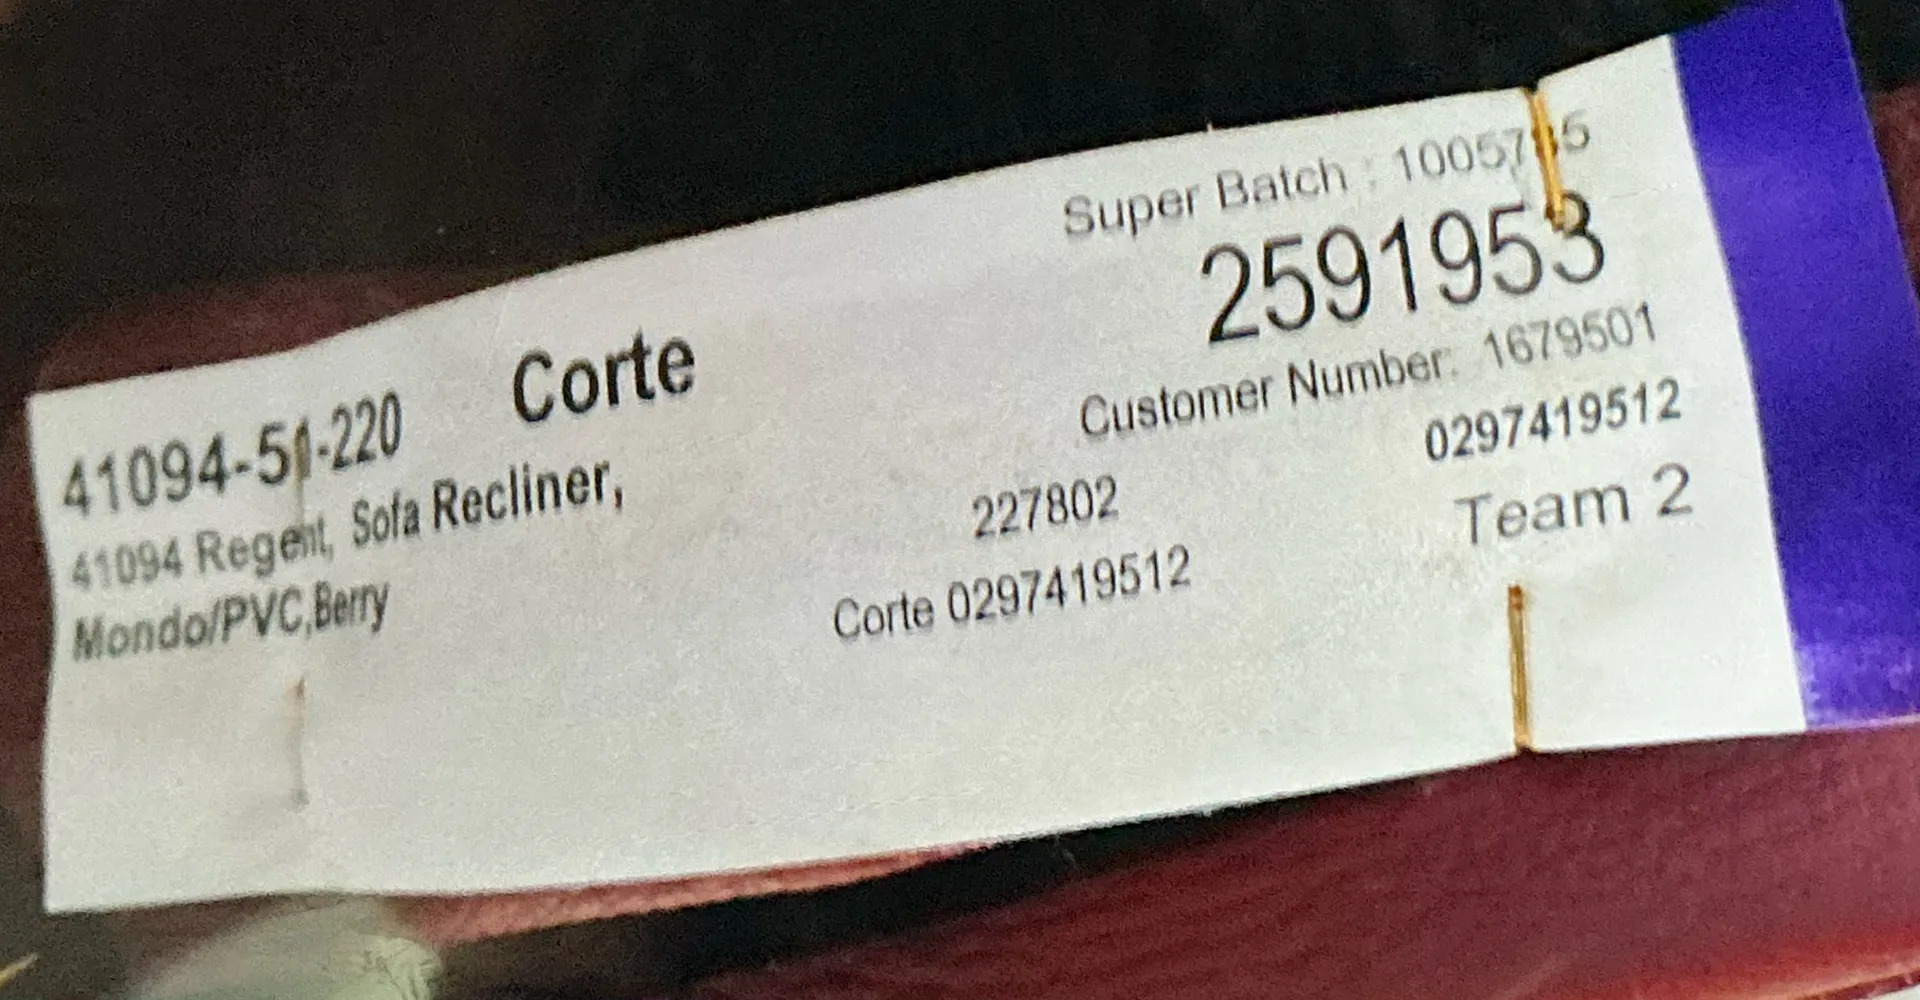 Super Batch :
2591953
41094-51-220 Corte
Customer Number: 1679501
41094 Regent, Sofa Recliner,
0297419512
227802
Team 2
Mondo/PVC,Berry
Corte 0297419512